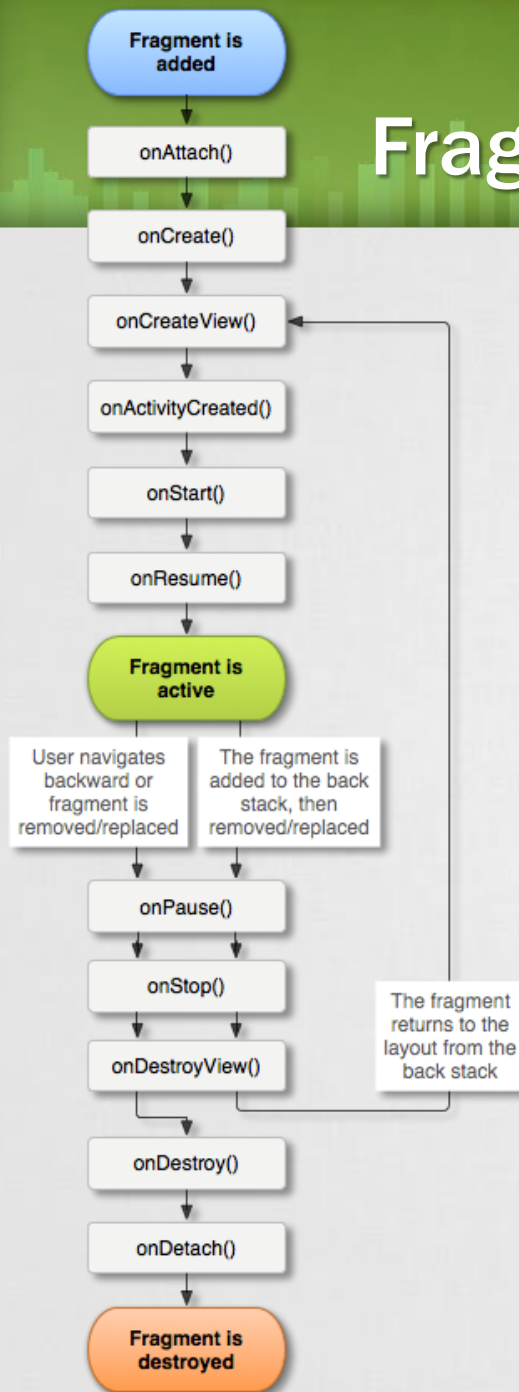 Fragment is
added
Frag
onAttach()
onCreate()
onCreateView()
onActivityCreated()
onStart()
onResume()
Fragment is
active
User navigates
backward or
fragment is
removed/replaced
The fragment is
added to the back
stack, then
removed/replaced
onPause()
onStop()
onDestroyView()
The fragment
returns to the
layout from the
back stack
onDestroy()
onDetach()
Fragment is
destroyed